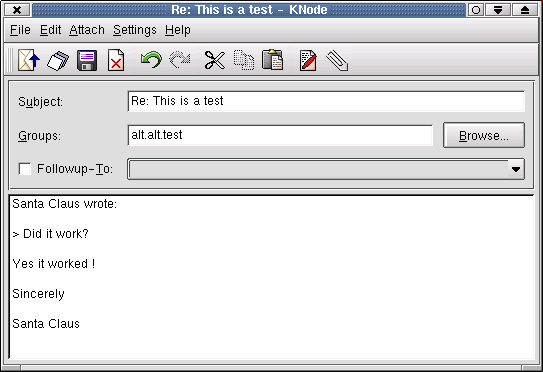 Re: This is a test - KNode
File Edit Attach Settings Help
Subject: Re: This is a test
Groups: alt.alt.test Browse...
Followup-To:
Santa Claus wrote:
> Did it work?
Yes it worked !
Sincerely
Santa Claus